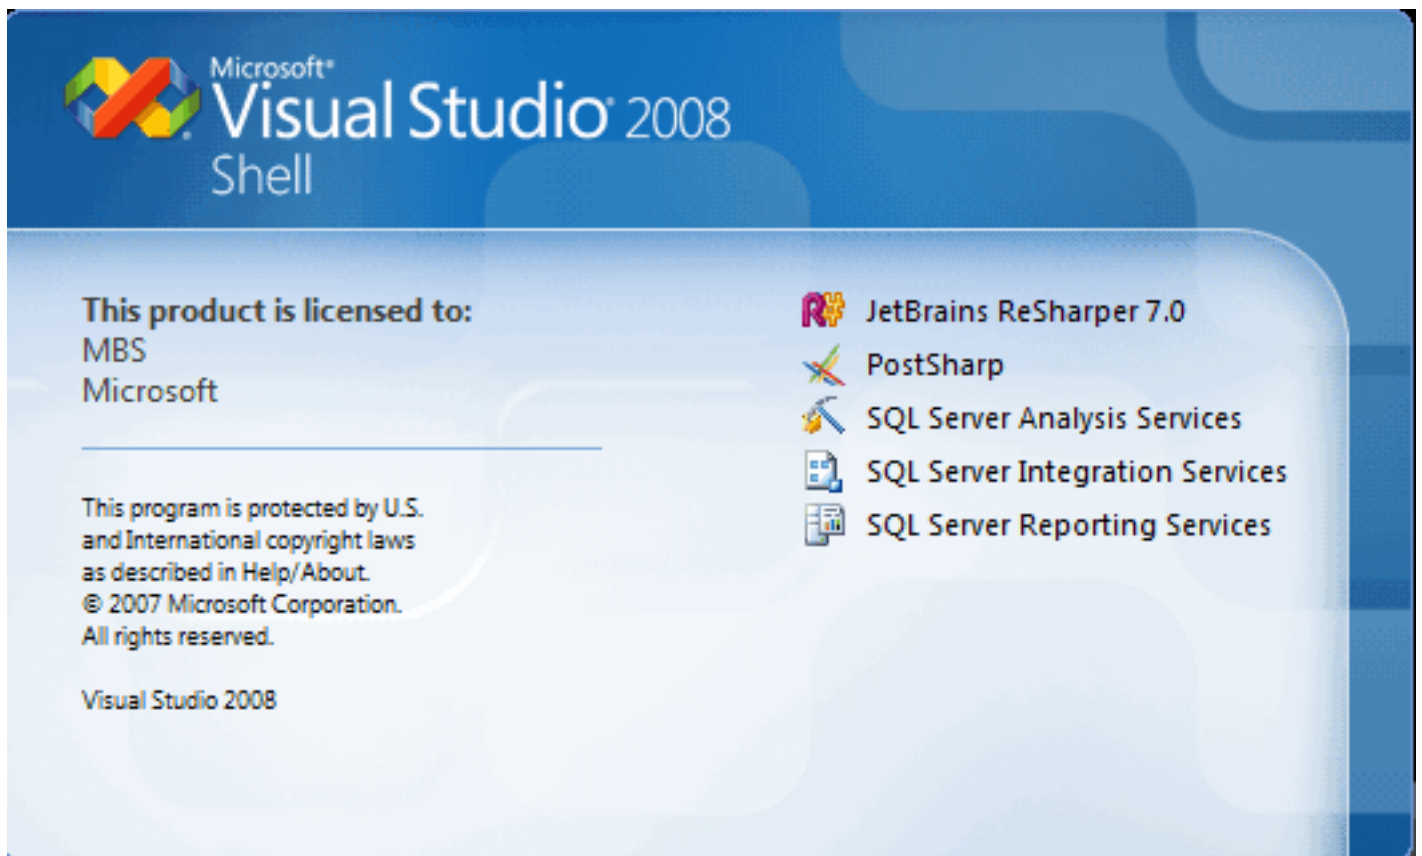 Microsoft®
Visual Studio® 2008
Shell
This product is licensed to:
MBS
Microsoft
JetBrains ReSharper 7.0
PostSharp
SQL Server Analysis Services
SQL Server Integration Services
SQL Server Reporting Services
This program is protected by U.S.
and International copyright laws
as described in Help/About.
© 2007 Microsoft Corporation.
All rights reserved.
Visual Studio 2008